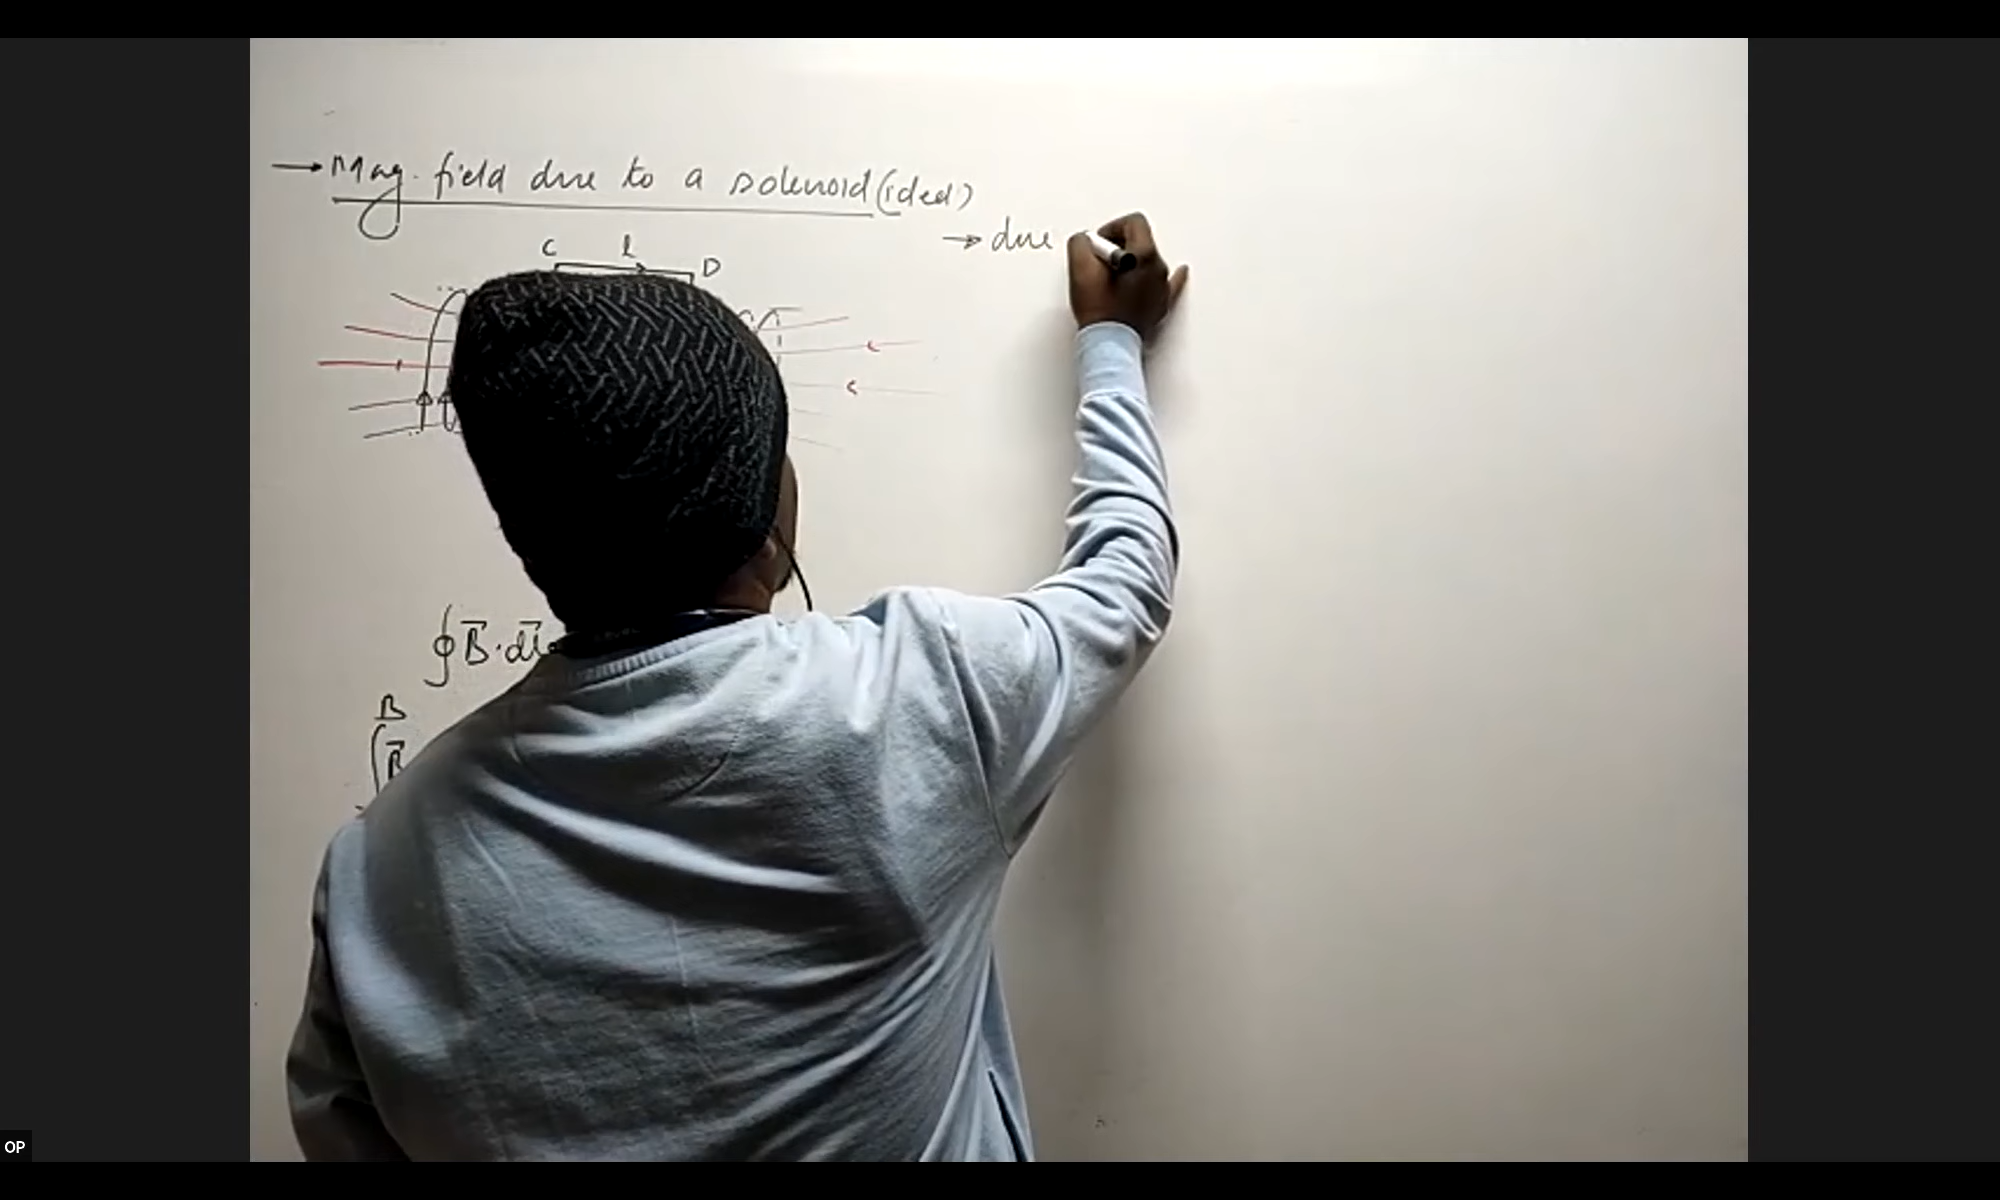 → Mag. field due to a solenoid (ideal)
→ due
C l D
∮B⃗·dl⃗
B
∫B⃗
OP